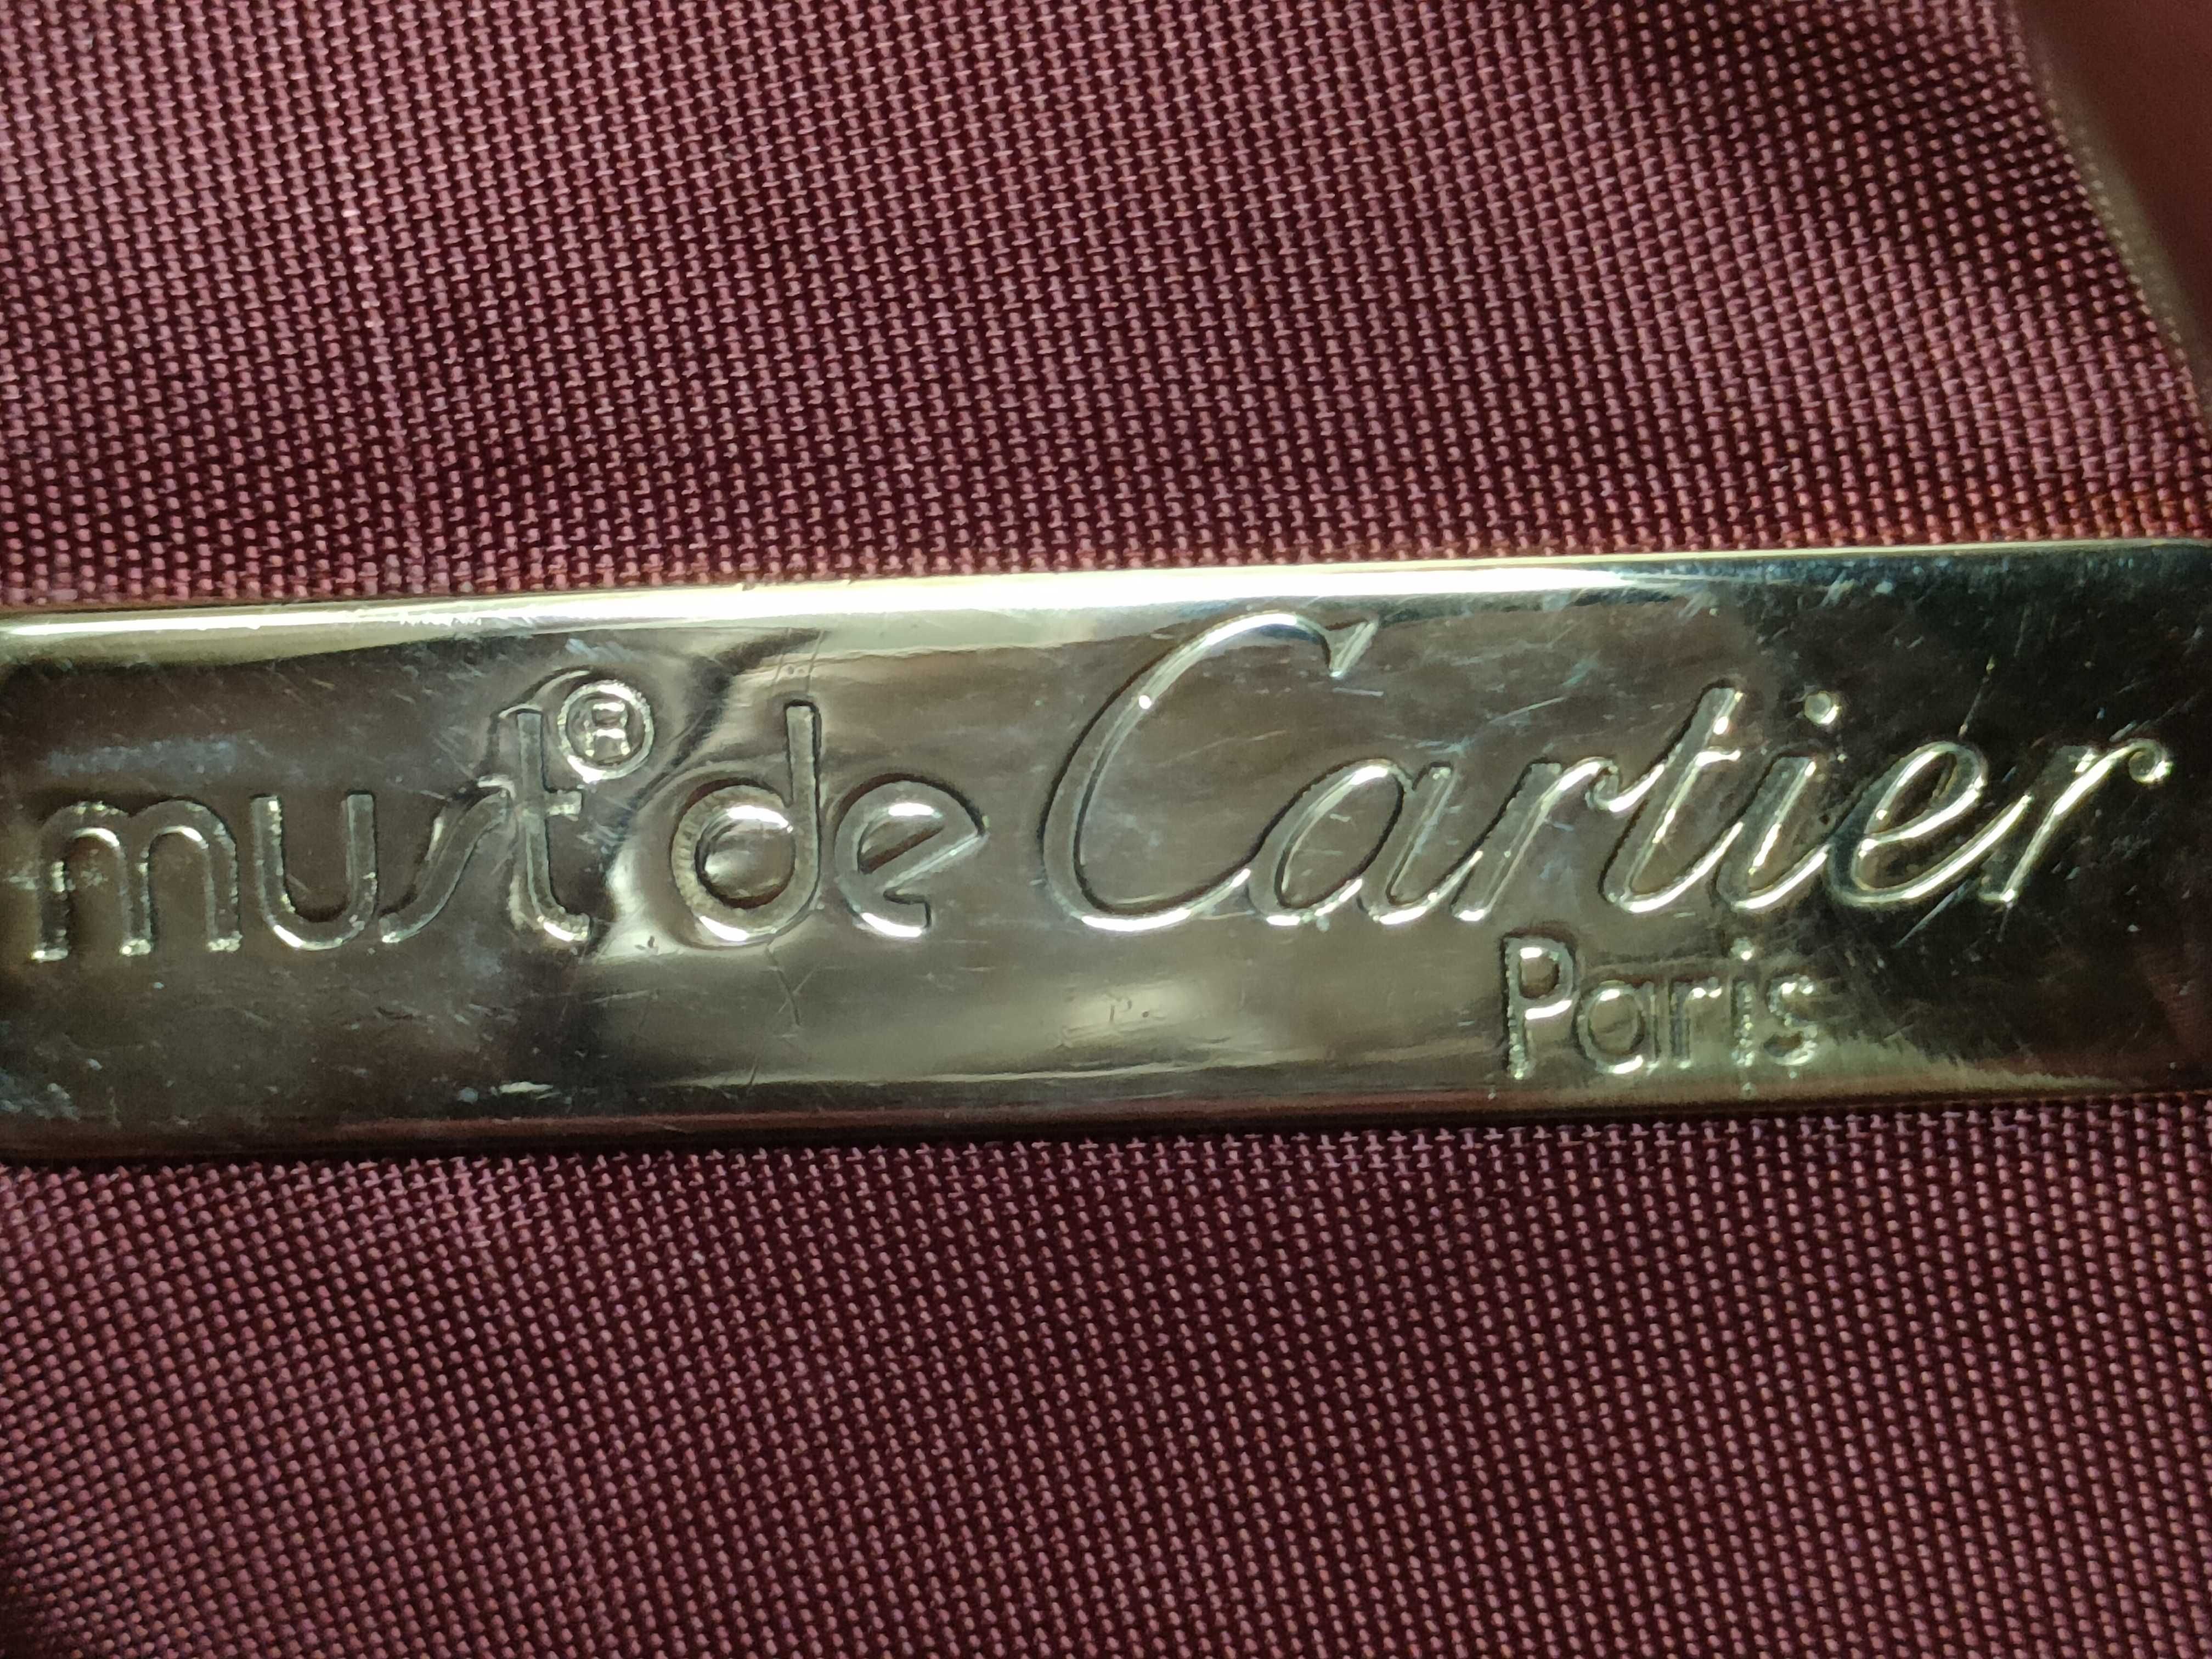 must® de Cartier
Paris